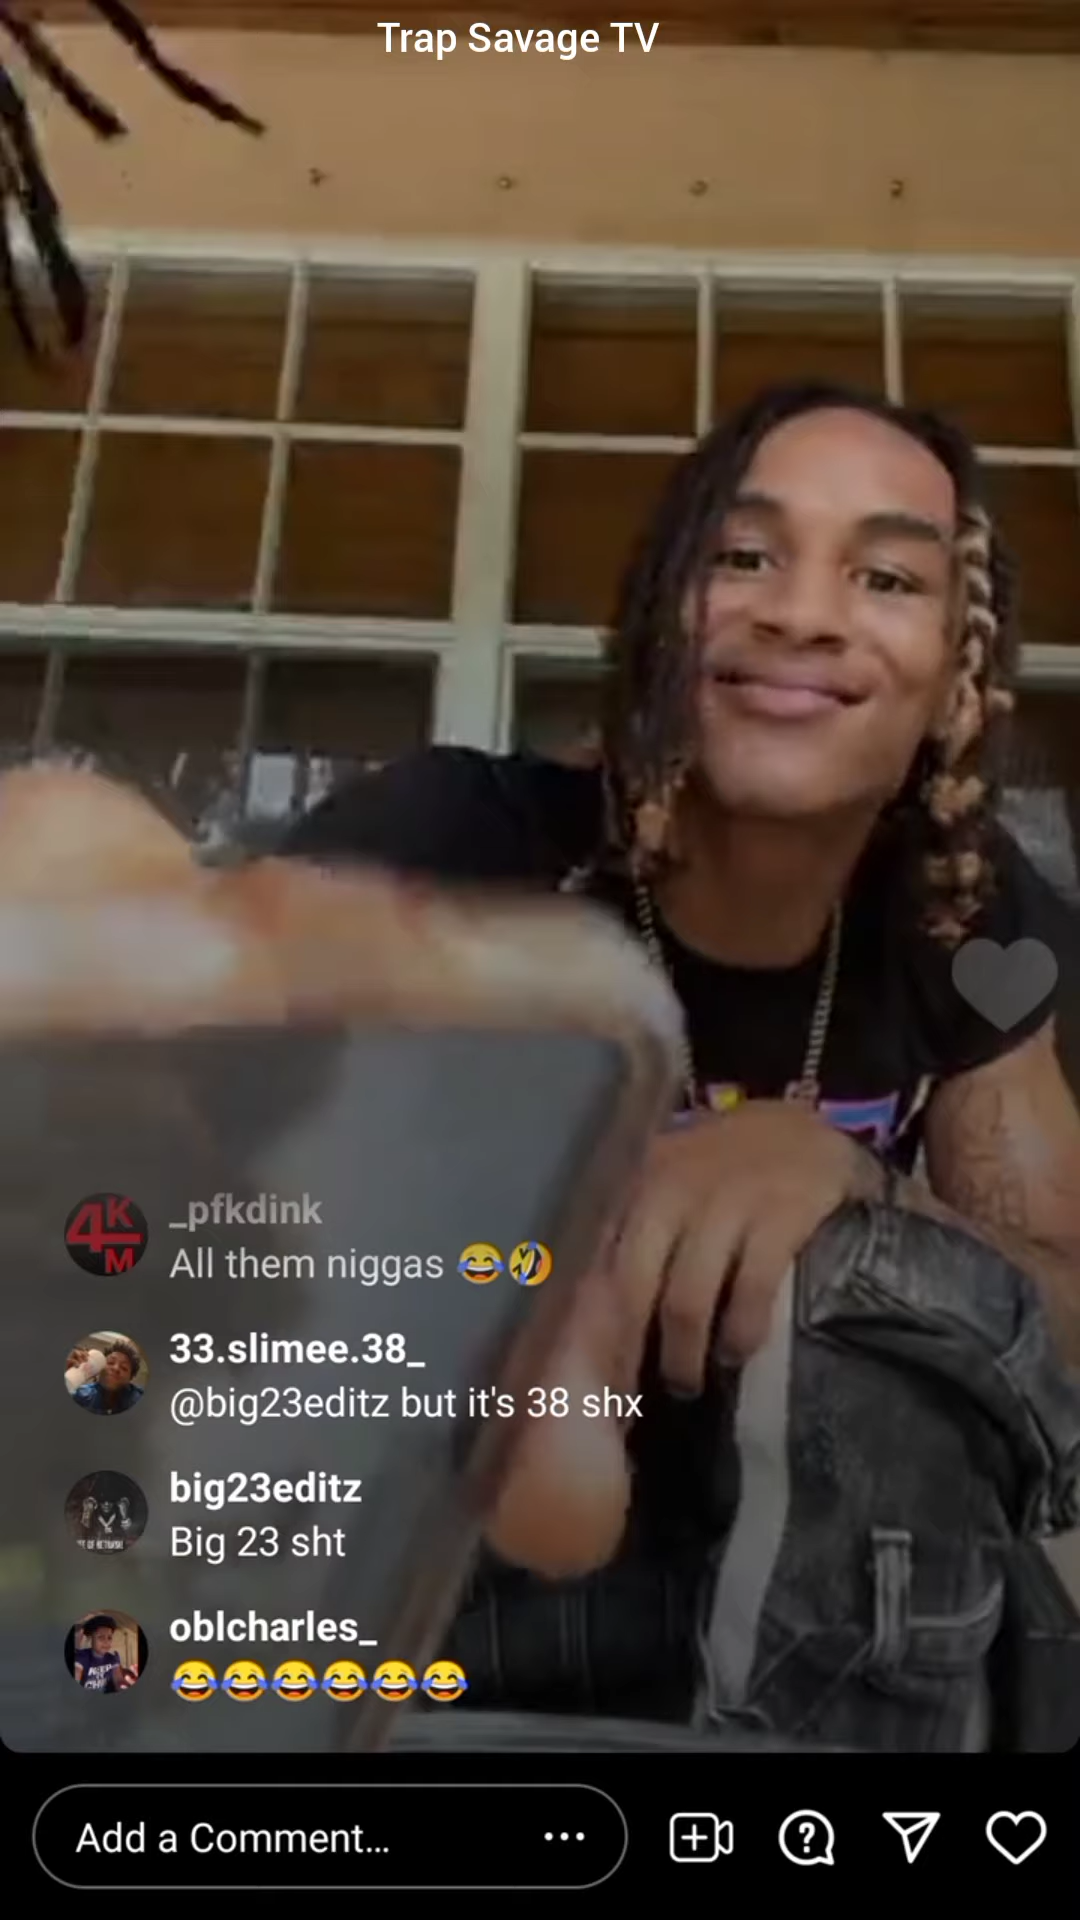 Trap Savage TV
4K
M
_pfkdink
All them niggas 😂🤣
33.slimee.38_
@big23editz but it's 38 shx
big23editz
Big 23 sht
oblcharles_
😂😂😂😂😂😂
Add a Comment...